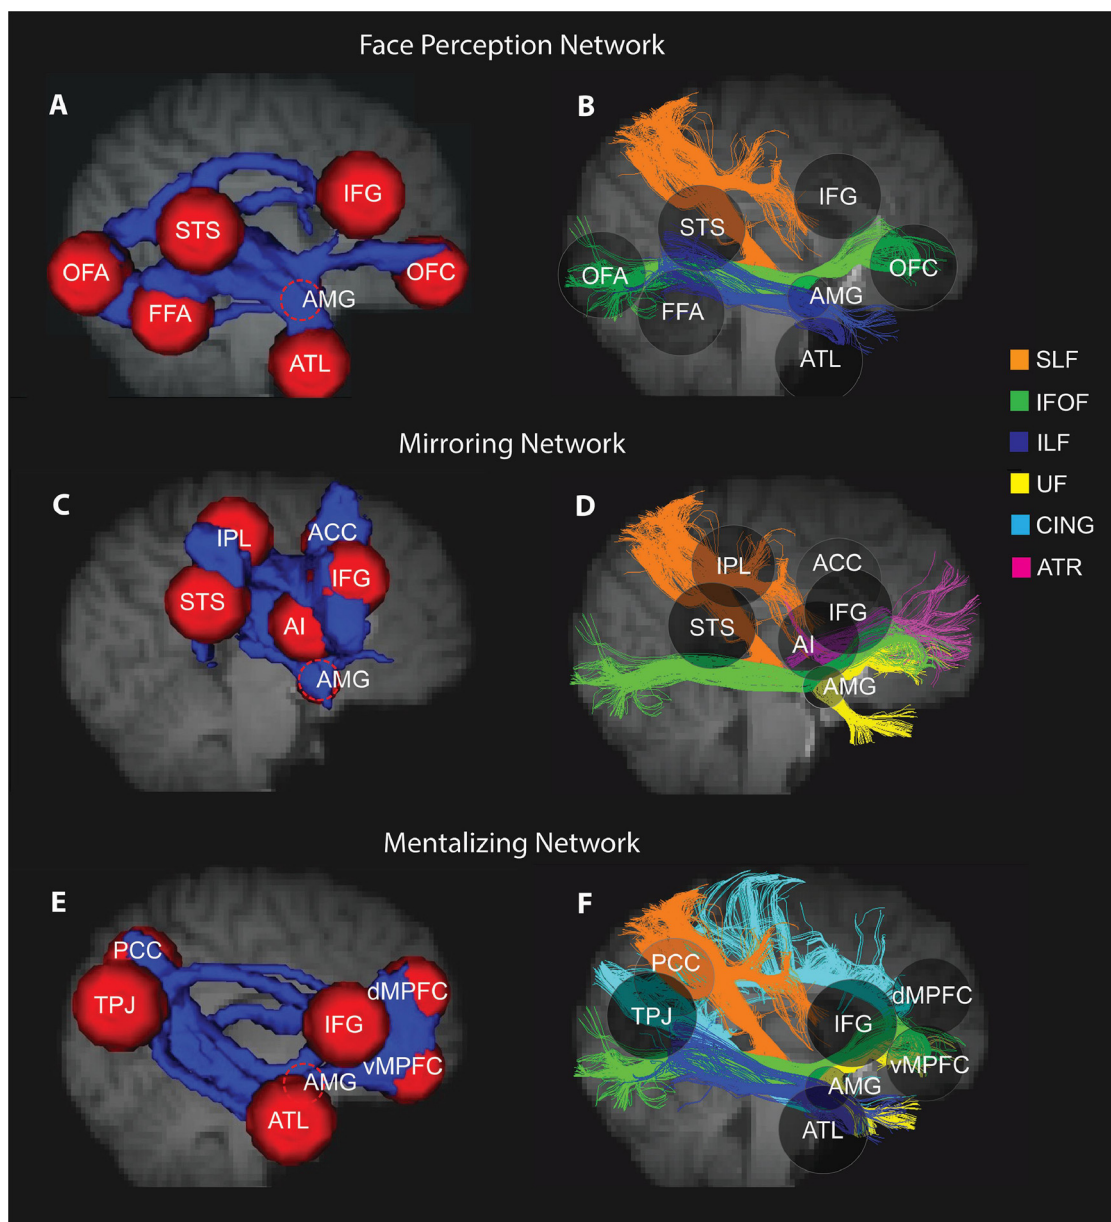 Face Perception Network
A
B
IFG
STS
OFA
OFC
AMG
FFA
ATL
IFG
STS
OFA
OFC
AMG
FFA
ATL
SLF
IFOF
ILF
UF
CING
ATR
Mirroring Network
C
D
IPL
ACC
IFG
STS
AI
AMG
IPL
ACC
IFG
STS
AI
AMG
Mentalizing Network
E
F
PCC
TPJ
dMPFC
IFG
vMPFC
AMG
ATL
PCC
TPJ
dMPFC
IFG
vMPFC
AMG
ATL